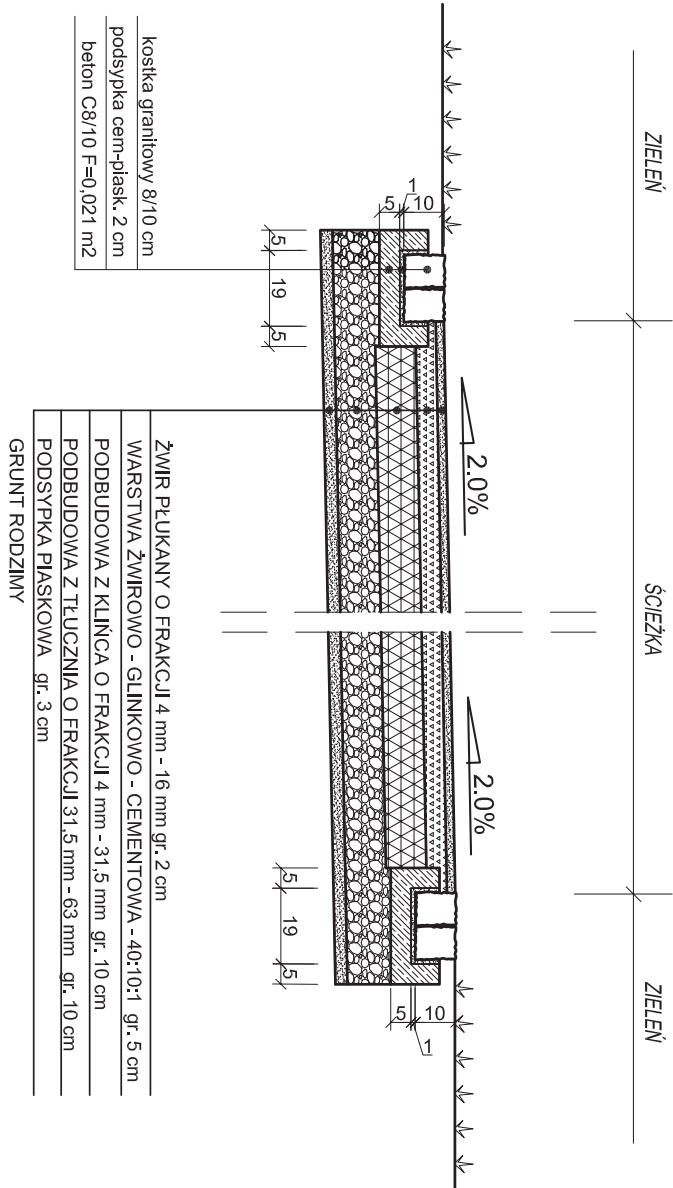 ZIELEŃ
ŚCIEŻKA
ZIELEŃ
2.0%
2.0%
10
1
5
5
19
5
10
1
5
5
19
5
kostka granitowy 8/10 cm
podsypka cem-piask. 2 cm
beton C8/10 F=0,021 m2
ŻWIR PŁUKANY O FRAKCJI 4 mm - 16 mm gr. 2 cm
WARSTWA ŻWIROWO - GLINKOWO - CEMENTOWA - 40:10:1 gr. 5 cm
PODBUDOWA Z KLIŃCA O FRAKCJI 4 mm - 31,5 mm gr. 10 cm
PODBUDOWA Z TŁUCZNIA O FRAKCJI 31,5 mm - 63 mm gr. 10 cm
PODSYPKA PIASKOWA gr. 3 cm
GRUNT RODZIMY